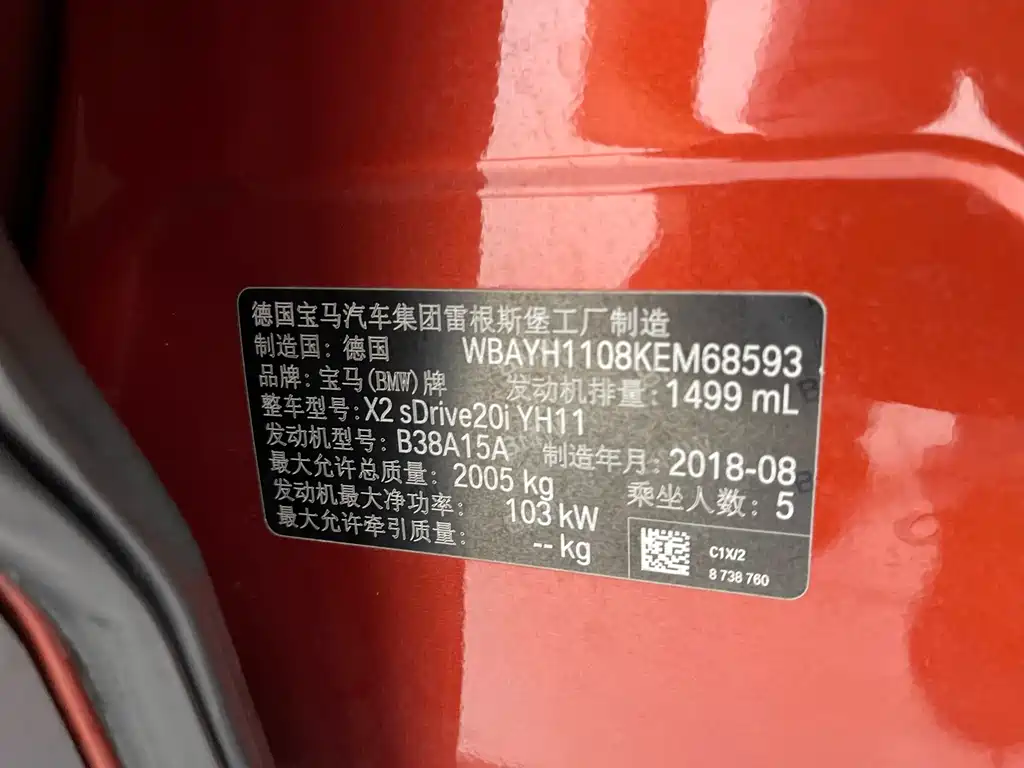 德国宝马汽车集团雷根斯堡工厂制造
制造国：德国 WBAYH1108KEM68593
品牌：宝马(BMW)牌 发动机排量：1499 mL
整车型号：X2 sDrive20i YH11
发动机型号：B38A15A 制造年月：2018-08
最大允许总质量：2005 kg 乘坐人数：5
发动机最大净功率：103 kW
最大允许牵引质量：-- kg
C1X/2
8 738 760